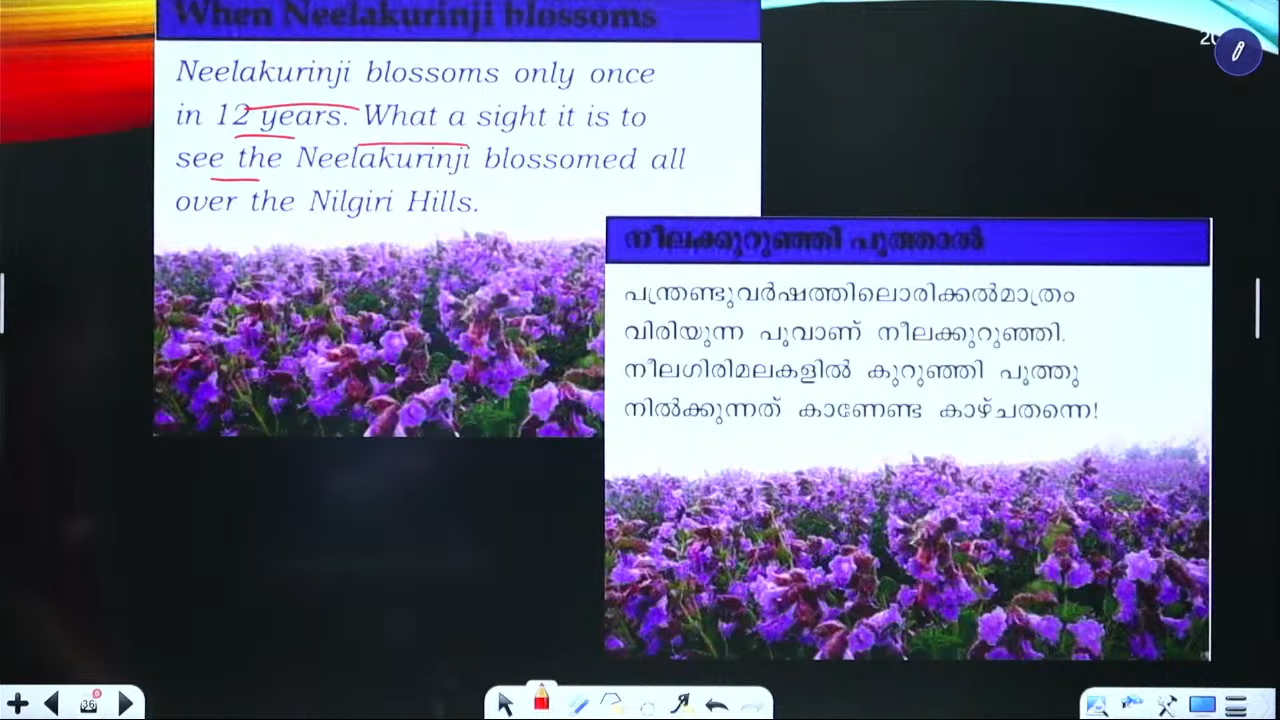 When Neelakurinji blossoms
Neelakurinji blossoms only once
in 12 years. What a sight it is to
see the Neelakurinji blossomed all
over the Nilgiri Hills.
നീലക്കുറുഞ്ഞി പൂത്താൽ
പന്ത്രണ്ടുവർഷത്തിലൊരിക്കൽമാത്രം
വിരിയുന്ന പൂവാണ് നീലക്കുറുഞ്ഞി.
നീലഗിരിമലകളിൽ കുറുഞ്ഞി പൂത്തു
നിൽക്കുന്നത് കാണേണ്ട കാഴ്ചതന്നെ!
36